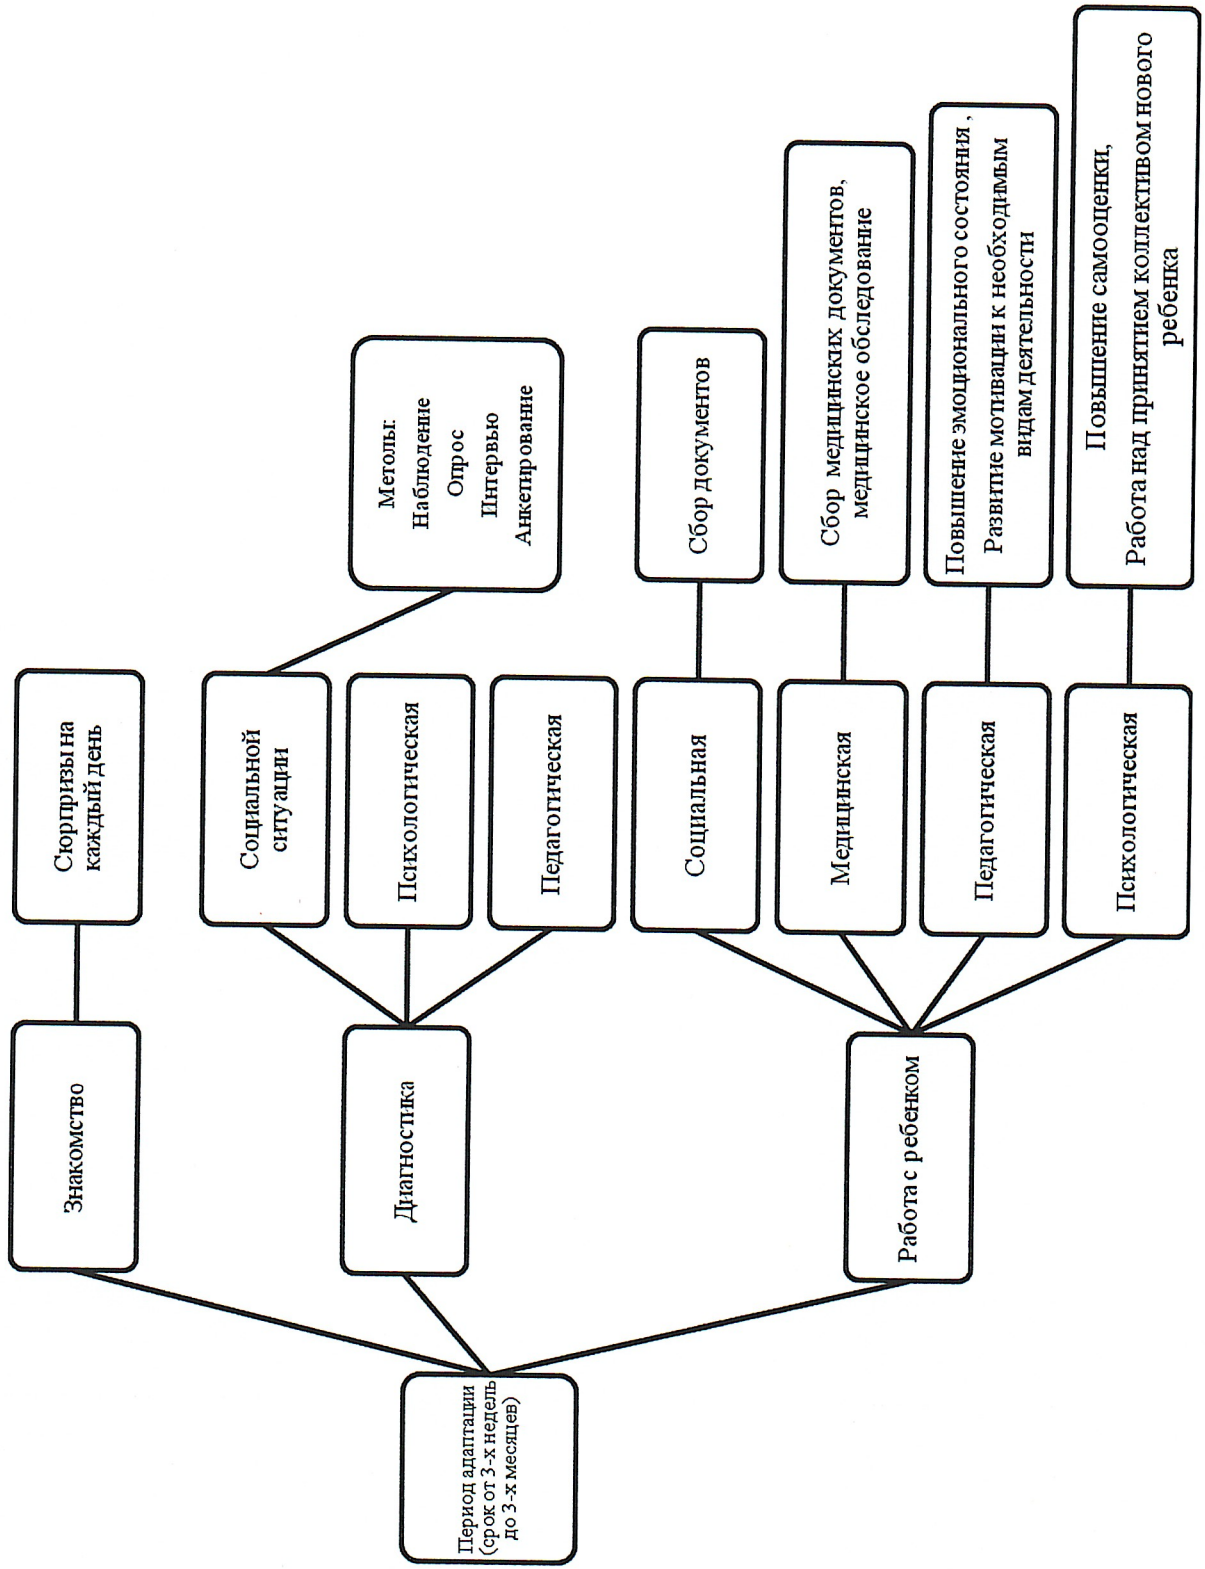 Период адаптации
(срок от 3-х недель
до 3-х месяцев)
Знакомство
Сюрпризы на
каждый день
Диагностика
Социальной
ситуации
Метолы:
Наблюдение
Опрос
Интервью
Анкетирование
Психологическая
Педагогическая
Работа с ребенком
Социальная
Сбор документов
Медицинская
Сбор медицинских документов,
медицинское обследование
Педагогическая
Повышение эмоционального состояния ,
Развитие мотивации к необходимым
видам деятельности
Психологическая
Повышение самооценки,
Работа над принятием коллективом нового
ребенка